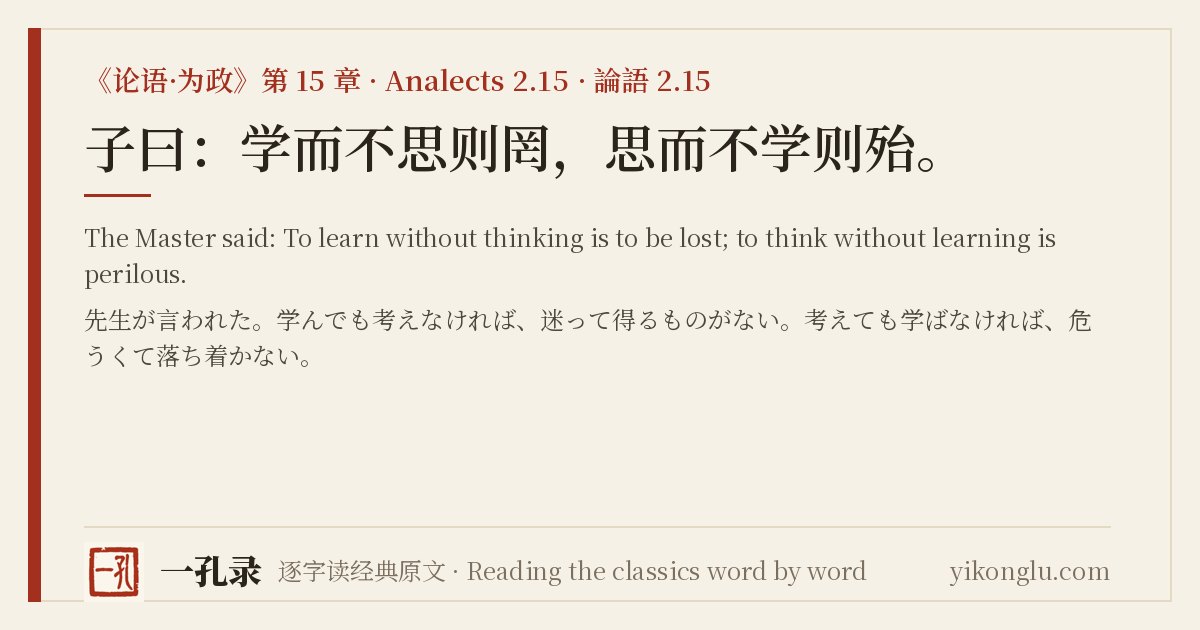 《论语·为政》第 15 章 · Analects 2.15 · 論語 2.15
子曰：学而不思则罔，思而不学则殆。
The Master said: To learn without thinking is to be lost; to think without learning is
perilous.
先生が言われた。学んでも考えなければ、迷って得るものがない。考えても学ばなければ、危
うくて落ち着かない。
一孔
一孔录 逐字读经典原文 · Reading the classics word by word yikonglu.com